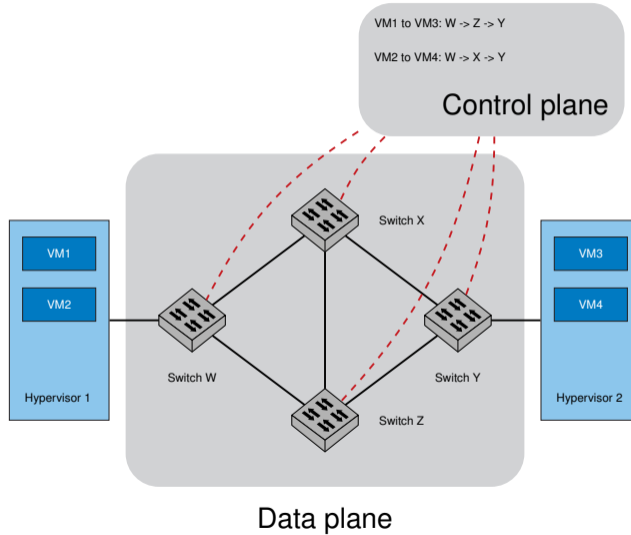 VM1 to VM3: W -> Z -> Y
VM2 to VM4: W -> X -> Y
Control plane
Switch X
VM1
VM2
Hypervisor 1
Switch W
Switch Y
Switch Z
VM3
VM4
Hypervisor 2
Data plane